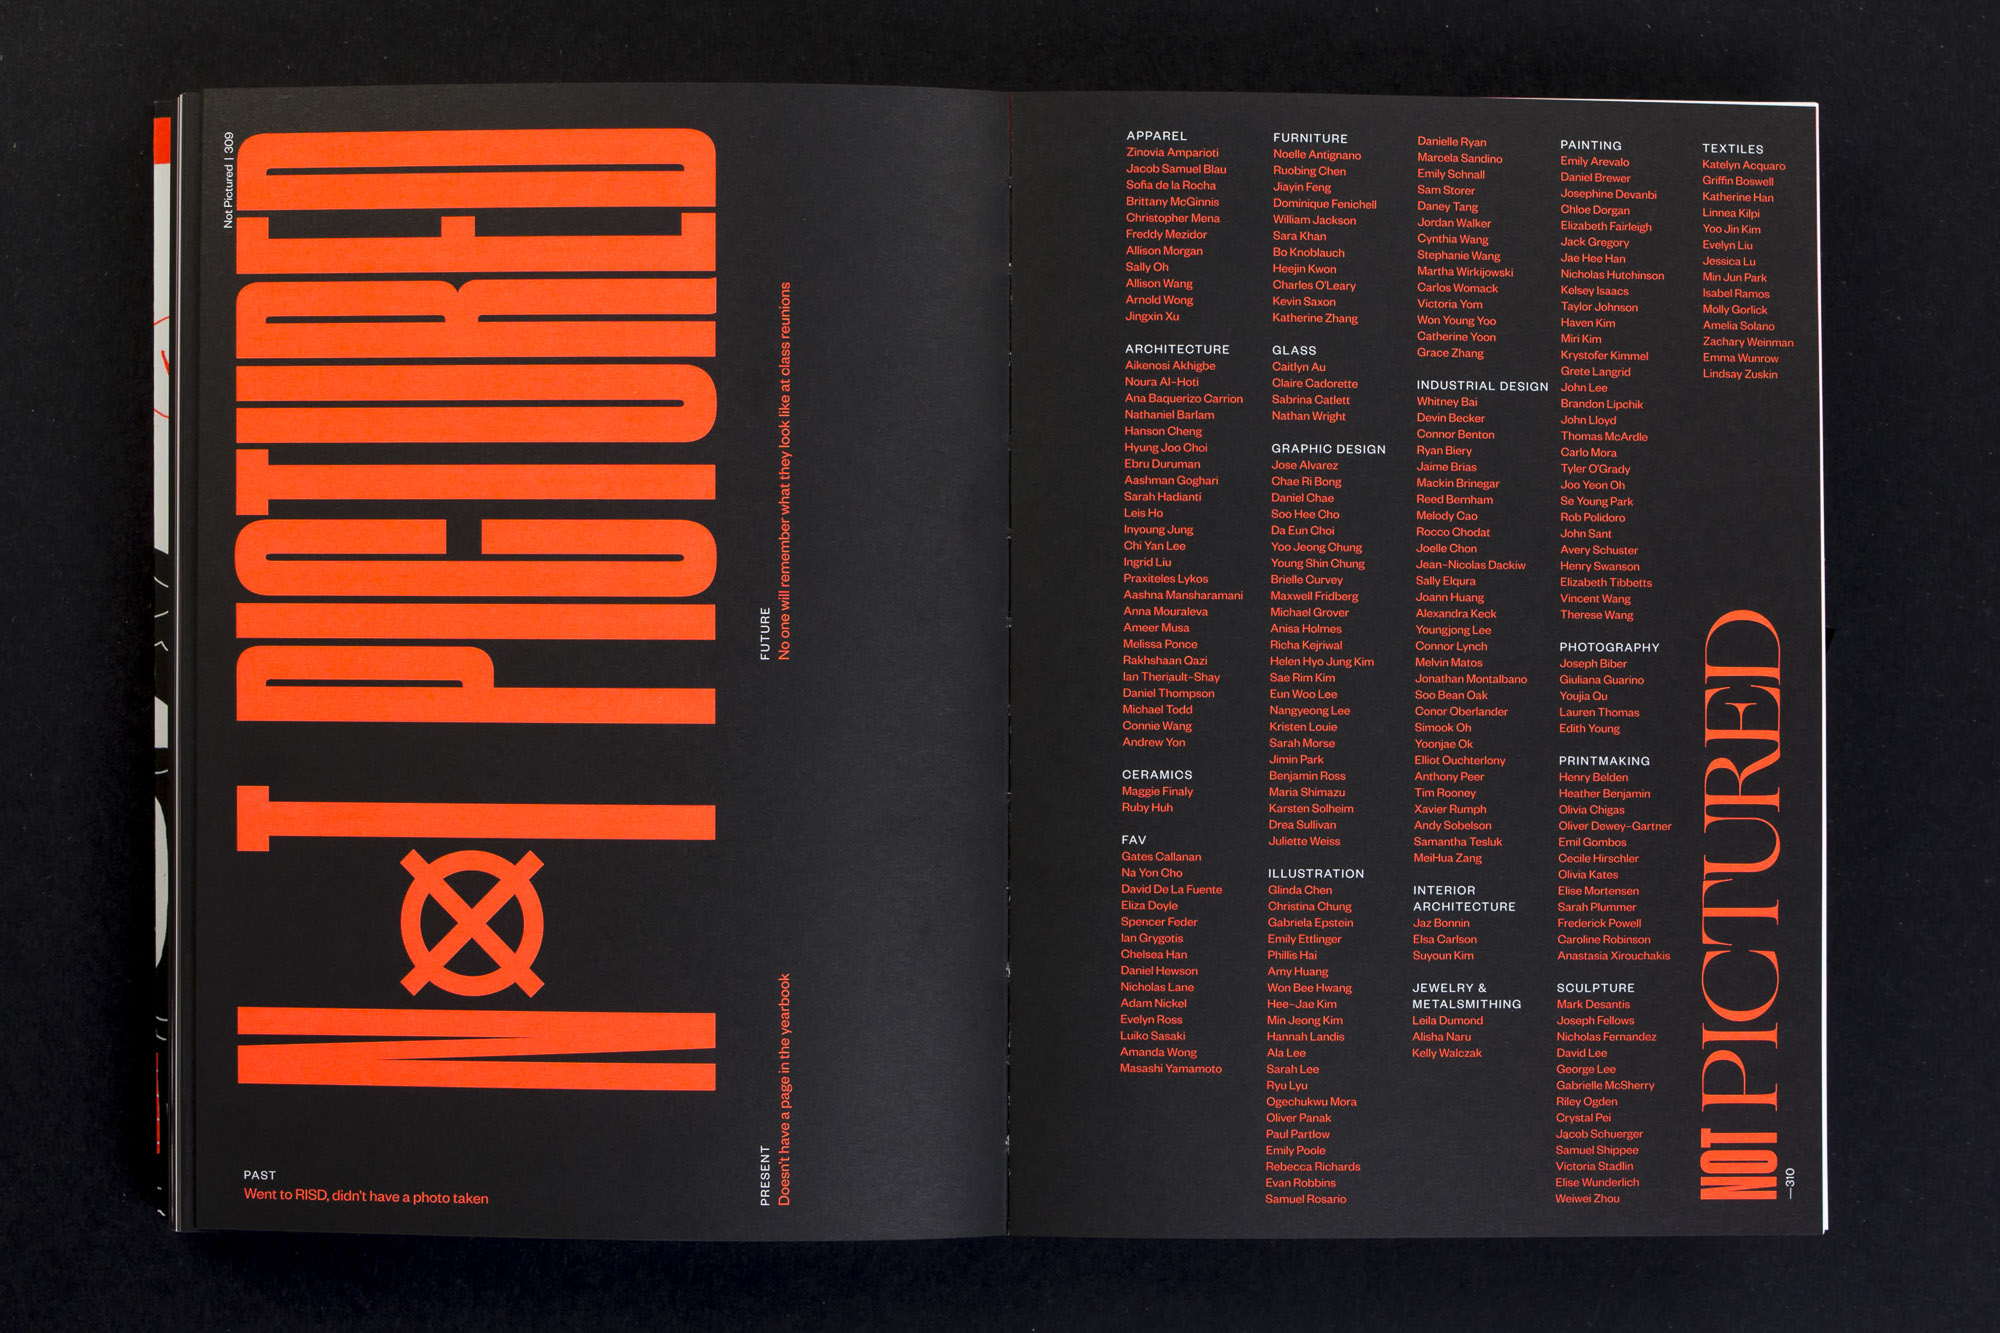 Not Pictured | 309
NOT PICTURED
PAST
Went to RISD, didn't have a photo taken
PRESENT
Doesn't have a page in the yearbook
FUTURE
No one will remember what they look like at class reunions
APPAREL
Zinovia Amparioti
Jacob Samuel Blau
Sofia de la Rocha
Brittany McGinnis
Christopher Mena
Freddy Mezidor
Allison Morgan
Sally Oh
Allison Wang
Arnold Wong
Jingxin Xu
ARCHITECTURE
Aikenosi Akhigbe
Noura Al-Hoti
Ana Baquerizo Carrion
Nathaniel Barlam
Hanson Cheng
Hyung Joo Choi
Ebru Duruman
Aashman Goghari
Sarah Hadianti
Leis Ho
Inyoung Jung
Chi Yan Lee
Ingrid Liu
Praxiteles Lykos
Aashna Mansharamani
Anna Mouraleva
Ameer Musa
Melissa Ponce
Rakhshaan Qazi
Ian Theriault-Shay
Daniel Thompson
Michael Todd
Connie Wang
Andrew Yon
CERAMICS
Maggie Finaly
Ruby Huh
FAV
Gates Callanan
Na Yon Cho
David De La Fuente
Eliza Doyle
Spencer Feder
Ian Grygotis
Chelsea Han
Daniel Hewson
Nicholas Lane
Adam Nickel
Evelyn Ross
Luiko Sasaki
Amanda Wong
Masashi Yamamoto
FURNITURE
Noelle Antignano
Ruobing Chen
Jiayin Feng
Dominique Fenichell
William Jackson
Sara Khan
Bo Knoblauch
Heejin Kwon
Charles O'Leary
Kevin Saxon
Katherine Zhang
GLASS
Caitlyn Au
Claire Cadorette
Sabrina Catlett
Nathan Wright
GRAPHIC DESIGN
Jose Alvarez
Chae Ri Bong
Daniel Chae
Soo Hee Cho
Da Eun Choi
Yoo Jeong Chung
Young Shin Chung
Brielle Curvey
Maxwell Fridberg
Michael Grover
Anisa Holmes
Richa Kejriwal
Helen Hyo Jung Kim
Sae Rim Kim
Eun Woo Lee
Nangyeong Lee
Kristen Louie
Sarah Morse
Jimin Park
Benjamin Ross
Maria Shimazu
Karsten Solheim
Drea Sullivan
Juliette Weiss
ILLUSTRATION
Glinda Chen
Christina Chung
Gabriela Epstein
Emily Ettlinger
Phillis Hai
Amy Huang
Won Bee Hwang
Hee-Jae Kim
Min Jeong Kim
Hannah Landis
Ala Lee
Sarah Lee
Ryu Lyu
Ogechukwu Mora
Oliver Panak
Paul Partlow
Emily Poole
Rebecca Richards
Evan Robbins
Samuel Rosario
Danielle Ryan
Marcela Sandino
Emily Schnall
Sam Storer
Daney Tang
Jordan Walker
Cynthia Wang
Stephanie Wang
Martha Wirkijowski
Carlos Womack
Victoria Yom
Won Young Yoo
Catherine Yoon
Grace Zhang
INDUSTRIAL DESIGN
Whitney Bai
Devin Becker
Connor Benton
Ryan Biery
Jaime Brias
Mackin Brinegar
Reed Bernham
Melody Cao
Rocco Chodat
Joelle Chon
Jean-Nicolas Dackiw
Sally Elqura
Joann Huang
Alexandra Keck
Youngjong Lee
Connor Lynch
Melvin Matos
Jonathan Montalbano
Soo Bean Oak
Conor Oberlander
Simook Oh
Yoonjae Ok
Elliot Ouchterlony
Anthony Peer
Tim Rooney
Xavier Rumph
Andy Sobelson
Samantha Tesluk
MeiHua Zang
INTERIOR
ARCHITECTURE
Jaz Bonnin
Elsa Carlson
Suyoun Kim
JEWELRY &
METALSMITHING
Leila Dumond
Alisha Naru
Kelly Walczak
PAINTING
Emily Arevalo
Daniel Brewer
Josephine Devanbi
Chloe Dorgan
Elizabeth Fairleigh
Jack Gregory
Jae Hee Han
Nicholas Hutchinson
Kelsey Isaacs
Taylor Johnson
Haven Kim
Miri Kim
Krystofer Kimmel
Grete Langrid
John Lee
Brandon Lipchik
John Lloyd
Thomas McArdle
Carlo Mora
Tyler O'Grady
Joo Yeon Oh
Se Young Park
Rob Polidoro
John Sant
Avery Schuster
Henry Swanson
Elizabeth Tibbetts
Vincent Wang
Therese Wang
PHOTOGRAPHY
Joseph Biber
Giuliana Guarino
Youjia Qu
Lauren Thomas
Edith Young
PRINTMAKING
Henry Belden
Heather Benjamin
Olivia Chigas
Oliver Dewey-Gartner
Emil Gombos
Cecile Hirschler
Olivia Kates
Elise Mortensen
Sarah Plummer
Frederick Powell
Caroline Robinson
Anastasia Xirouchakis
SCULPTURE
Mark Desantis
Joseph Fellows
Nicholas Fernandez
David Lee
George Lee
Gabrielle McSherry
Riley Ogden
Crystal Pei
Jacob Schuerger
Samuel Shippee
Victoria Stadlin
Elise Wunderlich
Weiwei Zhou
TEXTILES
Katelyn Acquaro
Griffin Boswell
Katherine Han
Linnea Kilpi
Yoo Jin Kim
Evelyn Liu
Jessica Lu
Min Jun Park
Isabel Ramos
Molly Gorlick
Amelia Solano
Zachary Weinman
Emma Wunrow
Lindsay Zuskin
NOT PICTURED
—310